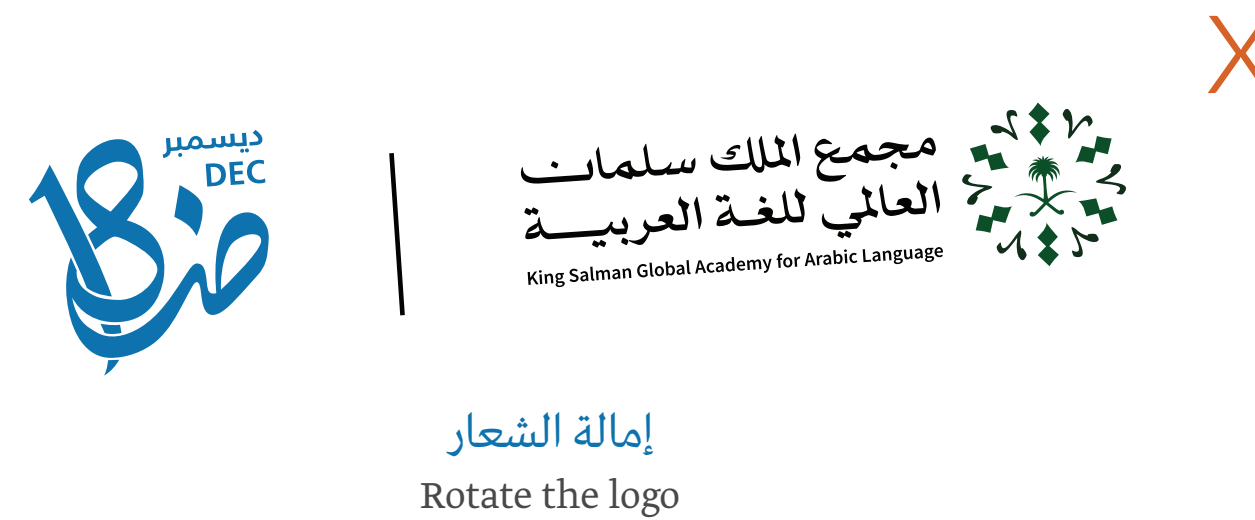 ديسمبر
DEC
18
ض
مجمع الملك سلمان
العالمي للغة العربية
King Salman Global Academy for Arabic Language
إمالة الشعار
Rotate the logo